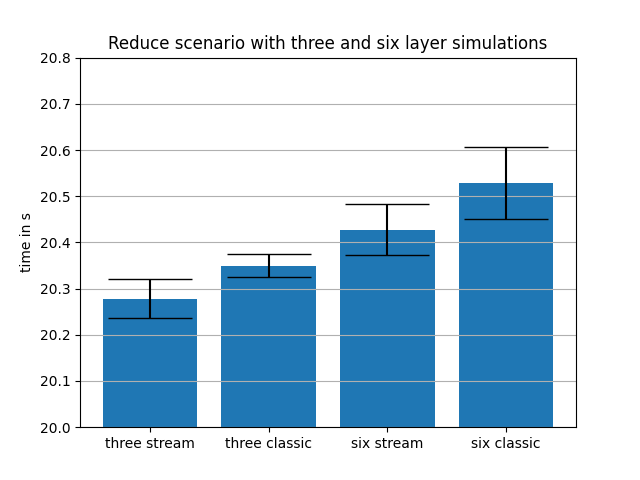 Reduce scenario with three and six layer simulations
20.8
20.7
20.6
20.5
20.4
20.3
20.2
20.1
20.0
time in s
three stream
three classic
six stream
six classic